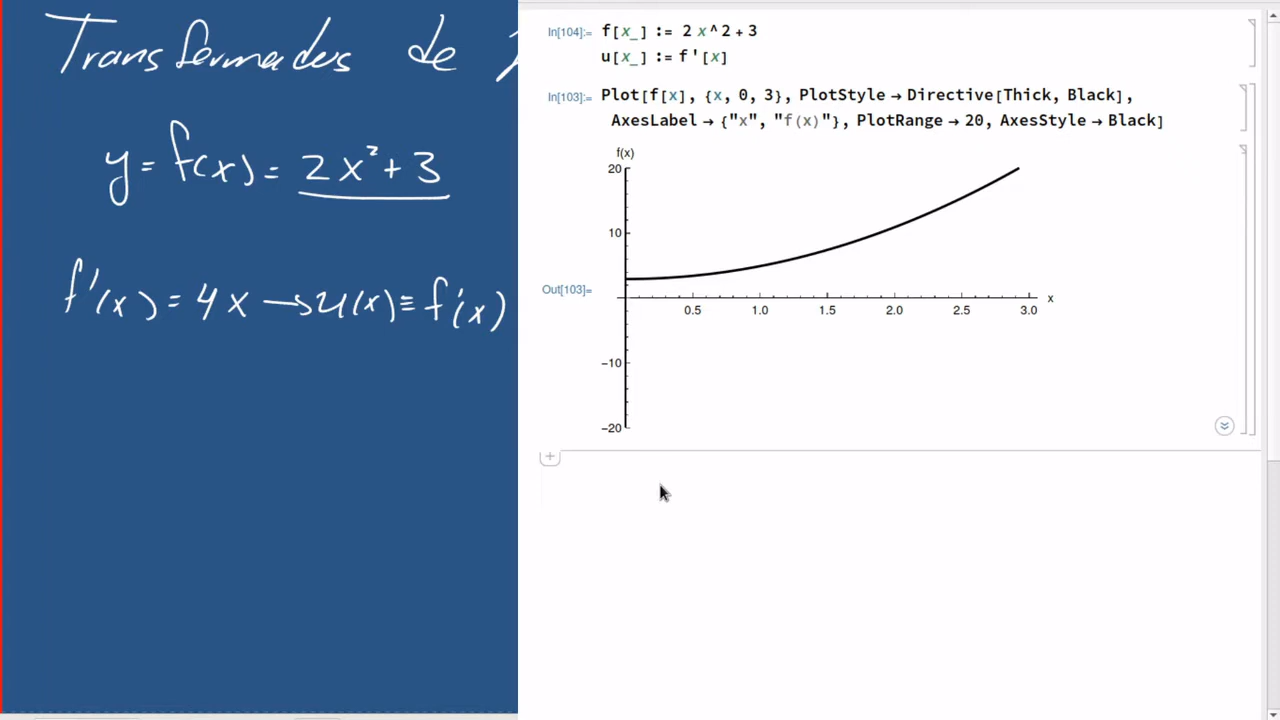 Transformadas de
y = f(x) = 2x² + 3
f'(x) = 4x → u(x) ≡ f'(x)
In[104]:= f[x_] := 2 x^2 + 3
u[x_] := f'[x]
In[103]:= Plot[f[x], {x, 0, 3}, PlotStyle → Directive[Thick, Black],
AxesLabel → {"x", "f(x)"}, PlotRange → 20, AxesStyle → Black]
f(x)
20
10
Out[103]=
x
0.5 1.0 1.5 2.0 2.5 3.0
−10
−20